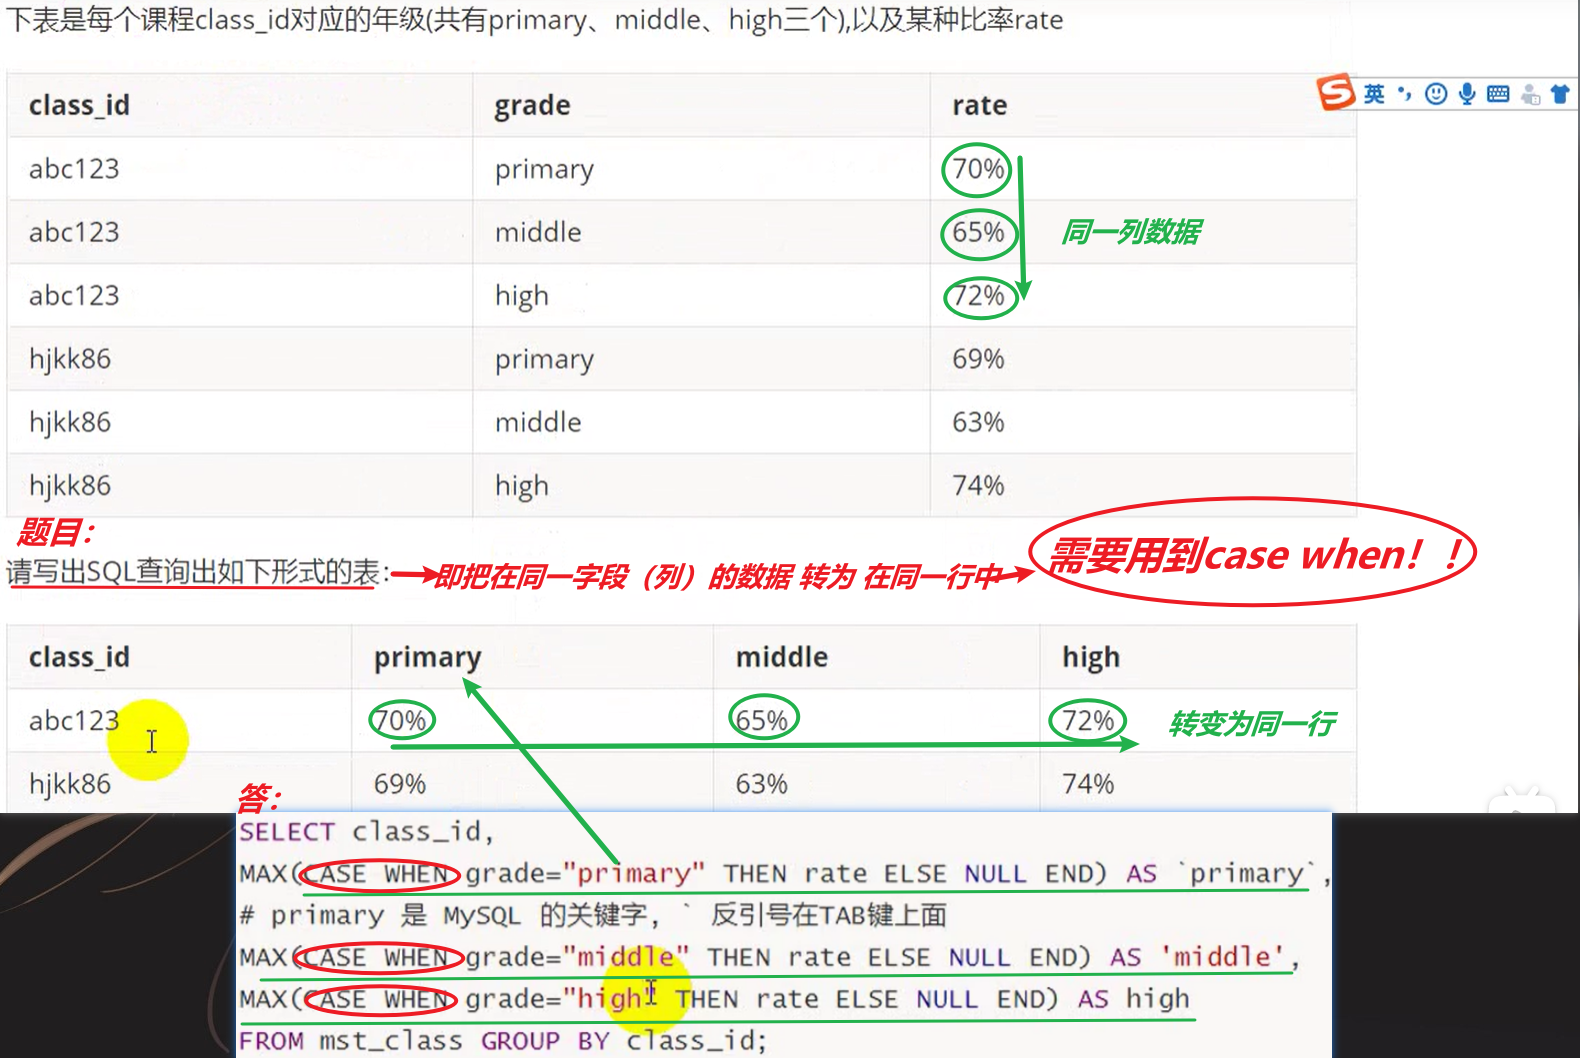 下表是每个课程class_id对应的年级(共有primary、middle、high三个),以及某种比率rate
英
class_id grade rate
abc123 primary 70%
abc123 middle 65%
同一列数据
abc123 high 72%
hjkk86 primary 69%
hjkk86 middle 63%
hjkk86 high 74%
题目：
请写出SQL查询出如下形式的表：
即把在同一字段（列）的数据 转为 在同一行中
需要用到case when！！
class_id primary middle high
abc123 70% 65% 72%
转变为同一行
hjkk86 69% 63% 74%
答：
SELECT class_id,
MAX(CASE WHEN grade="primary" THEN rate ELSE NULL END) AS `primary`,
# primary 是 MySQL 的关键字，` 反引号在TAB键上面
MAX(CASE WHEN grade="middle" THEN rate ELSE NULL END) AS 'middle',
MAX(CASE WHEN grade="high" THEN rate ELSE NULL END) AS high
FROM mst_class GROUP BY class_id;